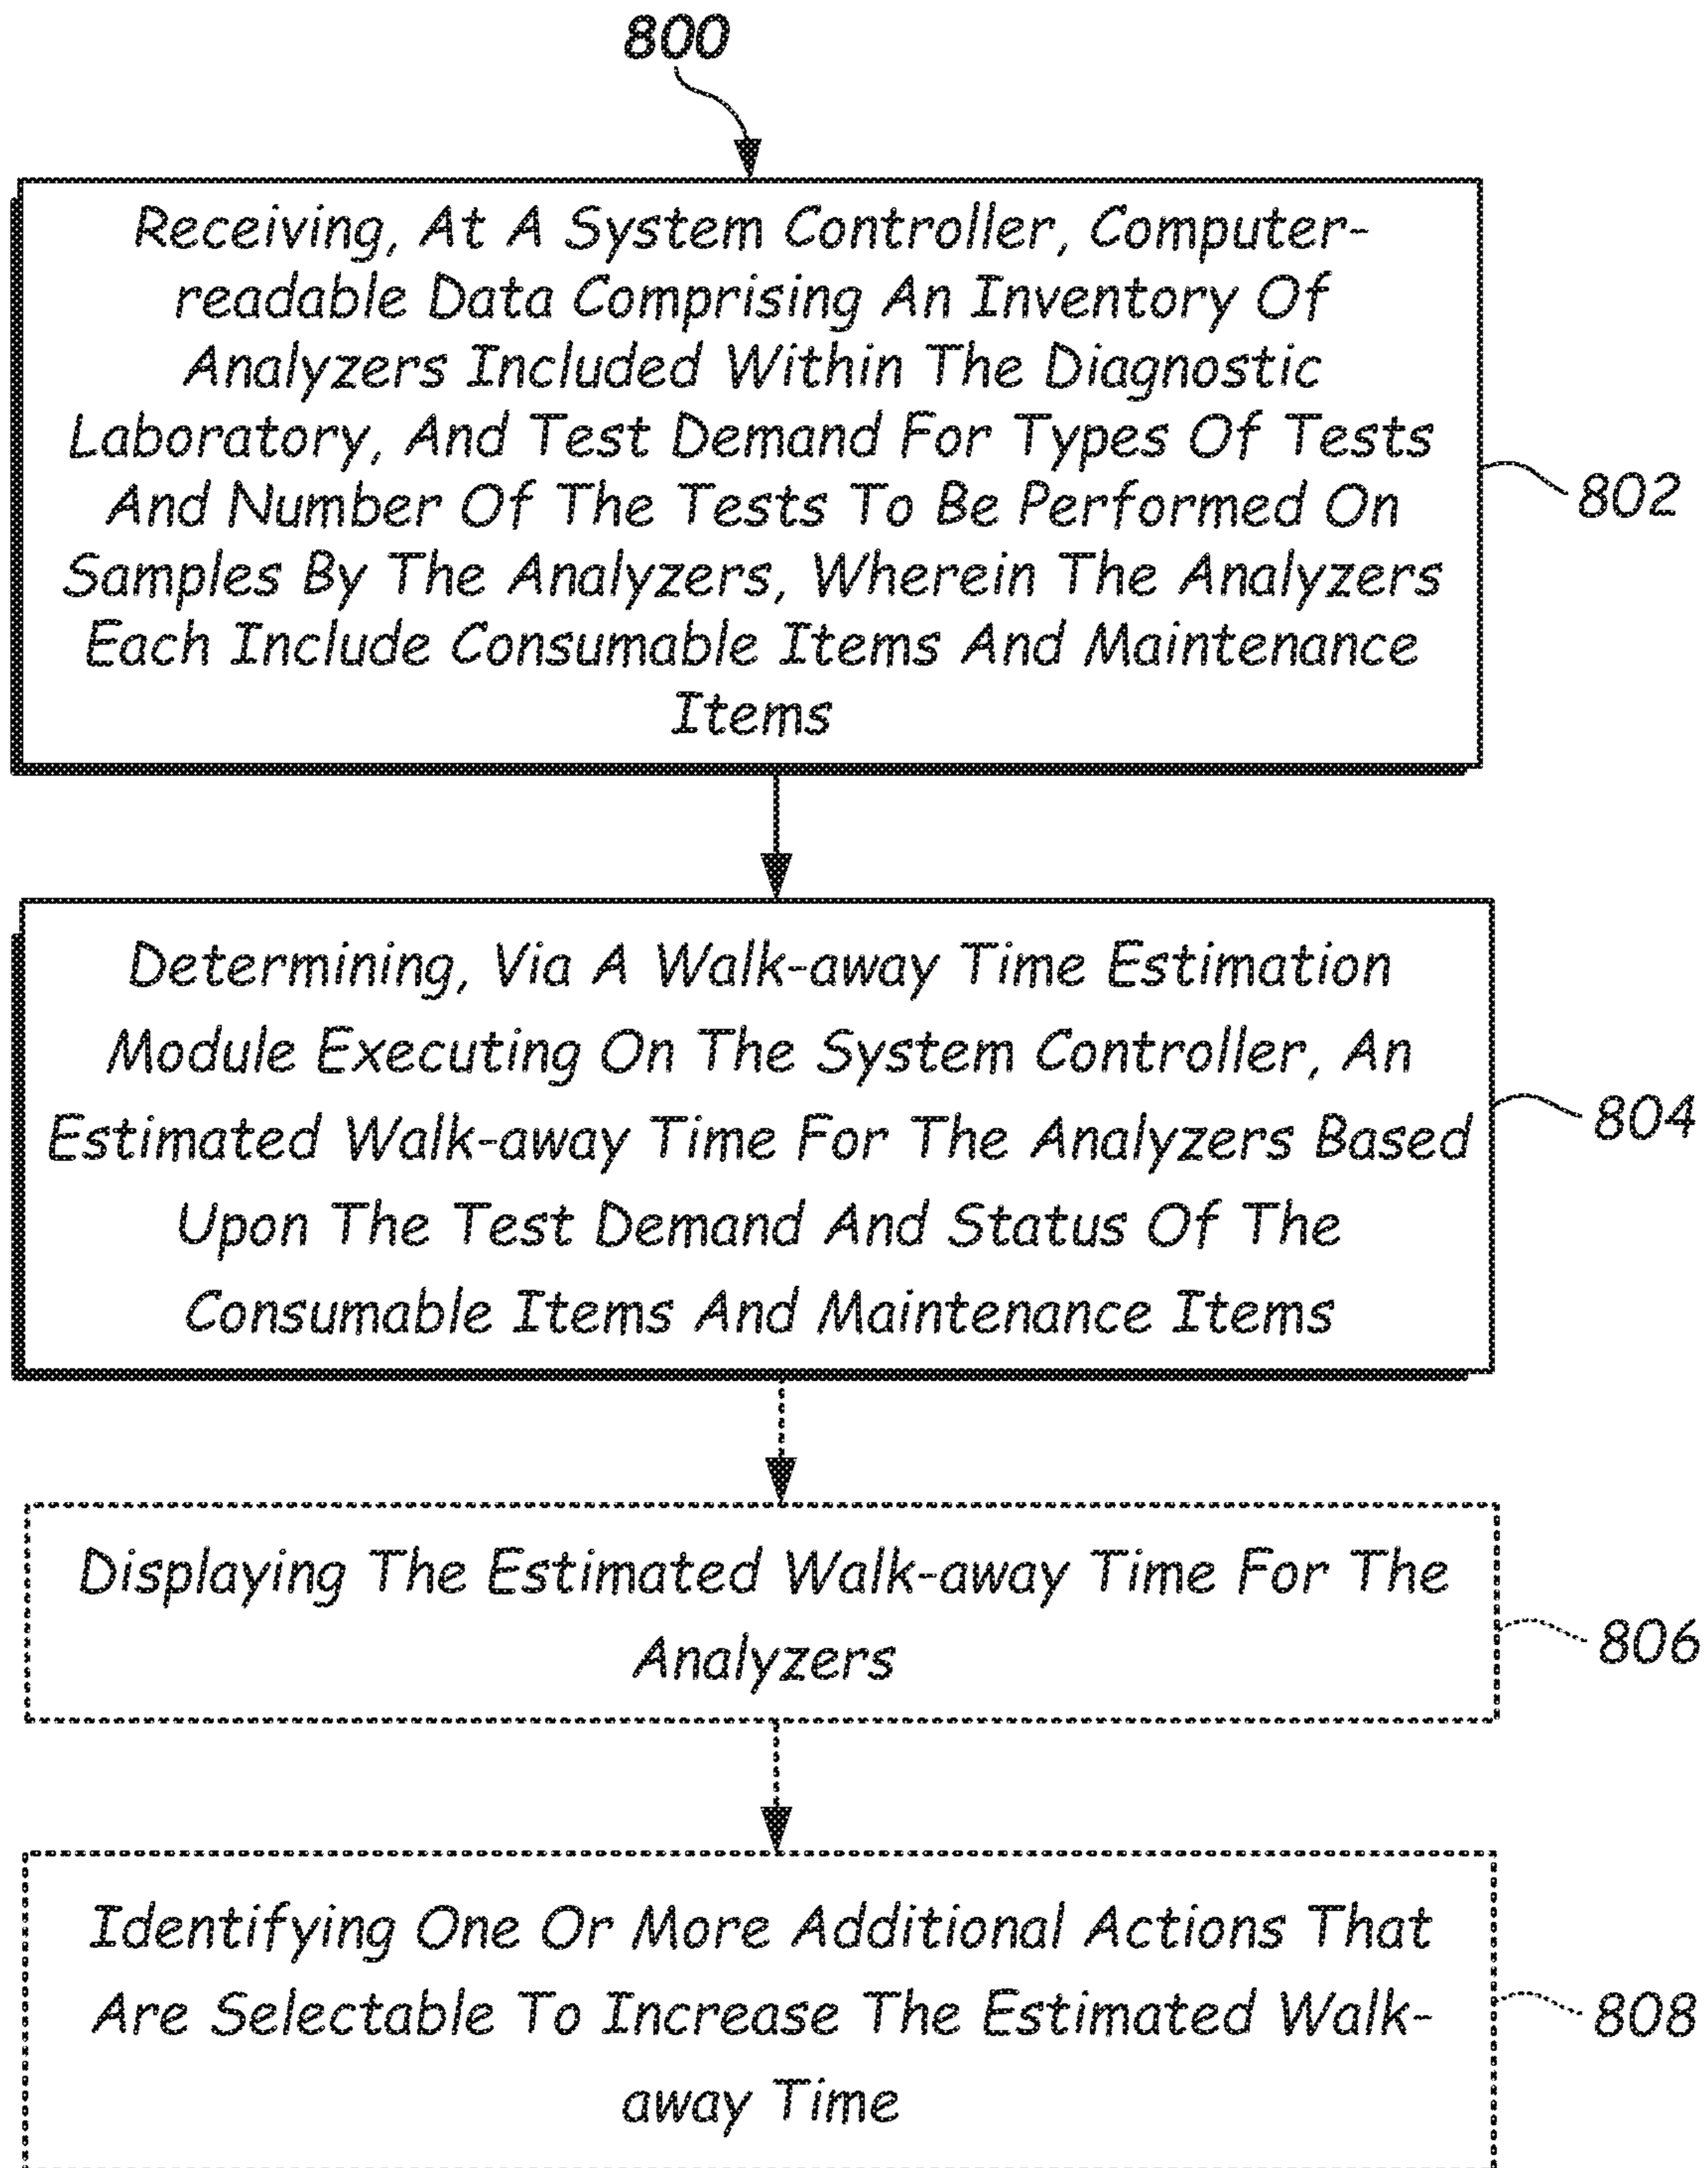 800
Receiving, At A System Controller, Computer-
readable Data Comprising An Inventory Of
Analyzers Included Within The Diagnostic
Laboratory, And Test Demand For Types Of Tests
And Number Of The Tests To Be Performed On
Samples By The Analyzers, Wherein The Analyzers
Each Include Consumable Items And Maintenance
Items
802
Determining, Via A Walk-away Time Estimation
Module Executing On The System Controller, An
Estimated Walk-away Time For The Analyzers Based
Upon The Test Demand And Status Of The
Consumable Items And Maintenance Items
804
Displaying The Estimated Walk-away Time For The
Analyzers
806
Identifying One Or More Additional Actions That
Are Selectable To Increase The Estimated Walk-
away Time
808